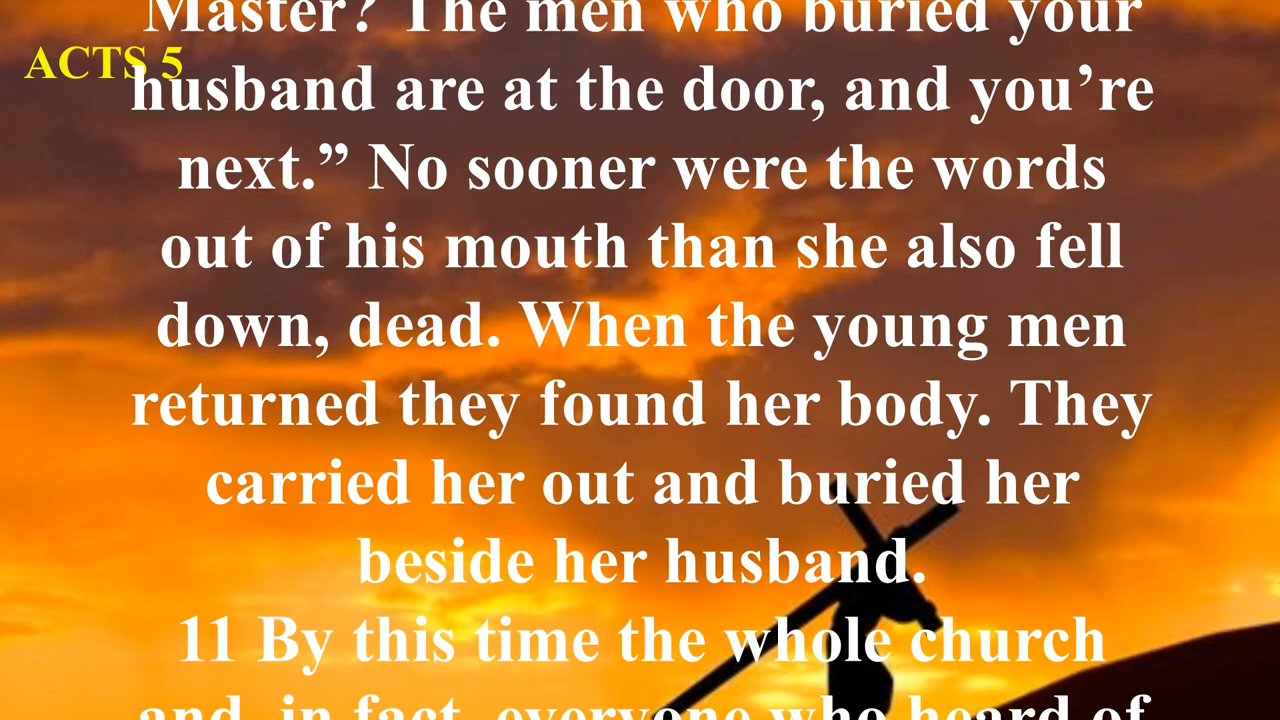 Master? The men who buried your
ACTS 5
husband are at the door, and you’re
next.” No sooner were the words
out of his mouth than she also fell
down, dead. When the young men
returned they found her body. They
carried her out and buried her
beside her husband.
11 By this time the whole church
and, in fact, everyone who heard of